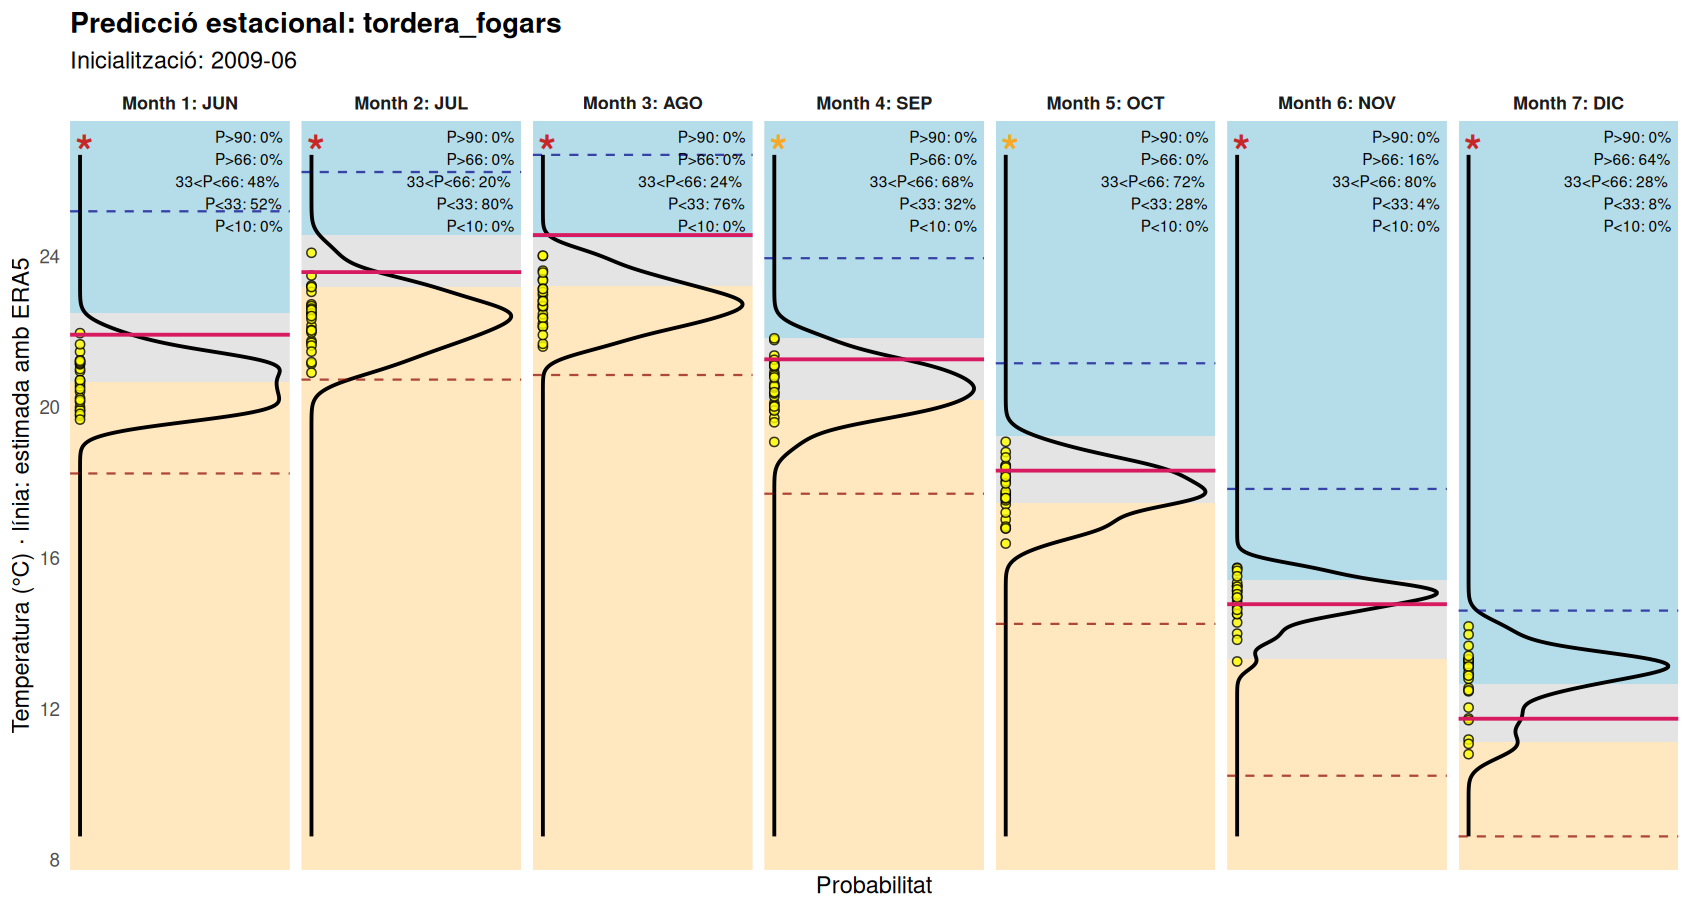 Predicció estacional: tordera_fogars
Inicialització: 2009-06
Month 1: JUN
Month 2: JUL
Month 3: AGO
Month 4: SEP
Month 5: OCT
Month 6: NOV
Month 7: DIC
*
P>90: 0%
P>66: 0%
33<P<66: 48%
P<33: 52%
P<10: 0%
*
P>90: 0%
P>66: 0%
33<P<66: 20%
P<33: 80%
P<10: 0%
*
P>90: 0%
P>66: 0%
33<P<66: 24%
P<33: 76%
P<10: 0%
*
P>90: 0%
P>66: 0%
33<P<66: 68%
P<33: 32%
P<10: 0%
*
P>90: 0%
P>66: 0%
33<P<66: 72%
P<33: 28%
P<10: 0%
*
P>90: 0%
P>66: 16%
33<P<66: 80%
P<33: 4%
P<10: 0%
*
P>90: 0%
P>66: 64%
33<P<66: 28%
P<33: 8%
P<10: 0%
Temperatura (°C) · línia: estimada amb ERA5
24
20
16
12
8
Probabilitat